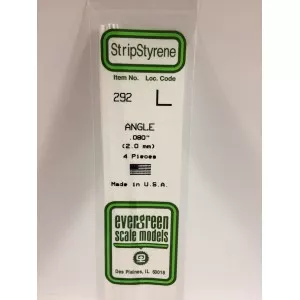 StripStyrene
Item No. Loc. Code
292 L
ANGLE
.080"
(2.0 mm)
4 Pieces
Made in U.S.A.
evergreen
scale models
Des Plaines, IL 60018